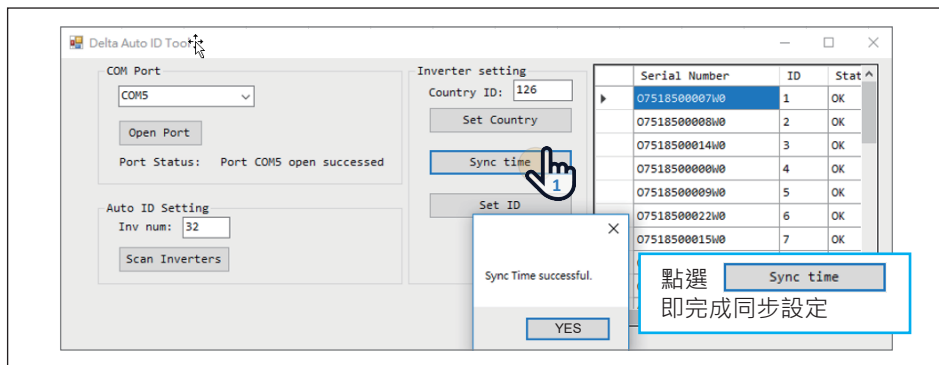 Delta Auto ID Tool
COM Port
COM5
Open Port
Port Status: Port COM5 open successed
Auto ID Setting
Inv num: 32
Scan Inverters
Inverter setting
Country ID: 126
Set Country
Sync time
1
Set ID
Serial Number ID Stat
O7518500007W0 1 OK
O7518500008W0 2 OK
O7518500014W0 3 OK
O7518500000W0 4 OK
O7518500009W0 5 OK
O7518500022W0 6 OK
O7518500015W0 7 OK
Sync Time successful.
YES
點選 Sync time
即完成同步設定